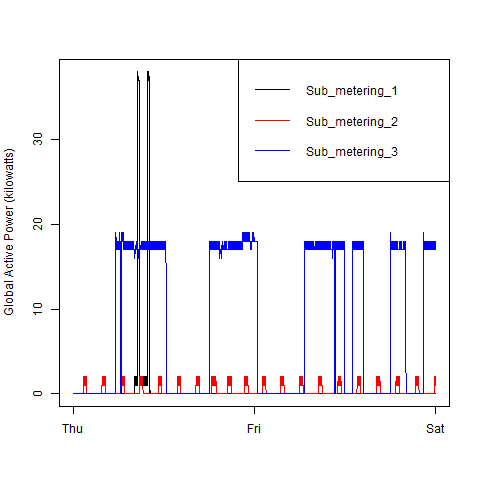 Sub_metering_1
Sub_metering_2
Sub_metering_3
Global Active Power (kilowatts)
30
20
10
0
Thu Fri Sat